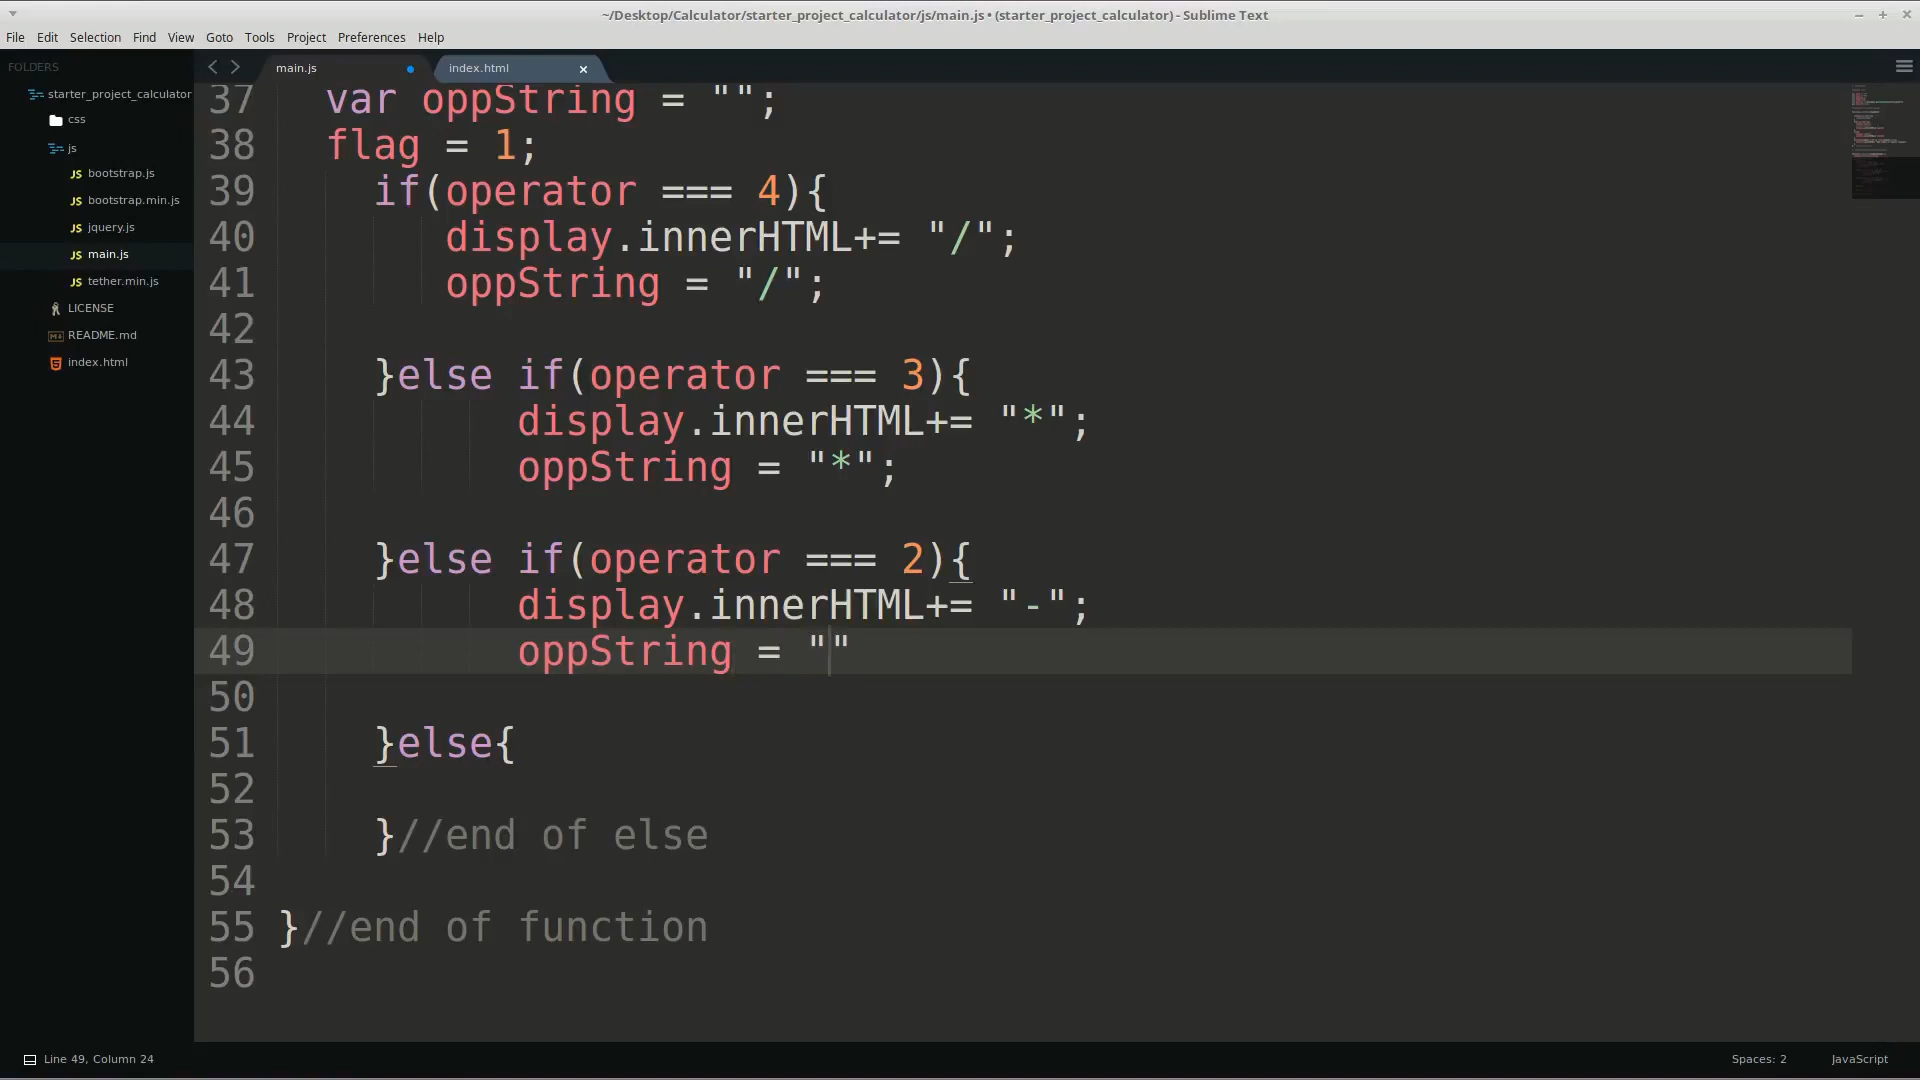 ~/Desktop/Calculator/starter_project_calculator/js/main.js • (starter_project_calculator) - Sublime Text
File Edit Selection Find View Goto Tools Project Preferences Help
FOLDERS
starter_project_calculator
css
js
JS bootstrap.js
JS bootstrap.min.js
JS jquery.js
JS main.js
JS tether.min.js
LICENSE
README.md
index.html
main.js index.html
37 var oppString = "";
38 flag = 1;
39 if(operator === 4){
40 display.innerHTML+= "/";
41 oppString = "/";
42
43 }else if(operator === 3){
44 display.innerHTML+= "*";
45 oppString = "*";
46
47 }else if(operator === 2){
48 display.innerHTML+= "-";
49 oppString = ""
50
51 }else{
52
53 }//end of else
54
55 }//end of function
56
Line 49, Column 24 Spaces: 2 JavaScript